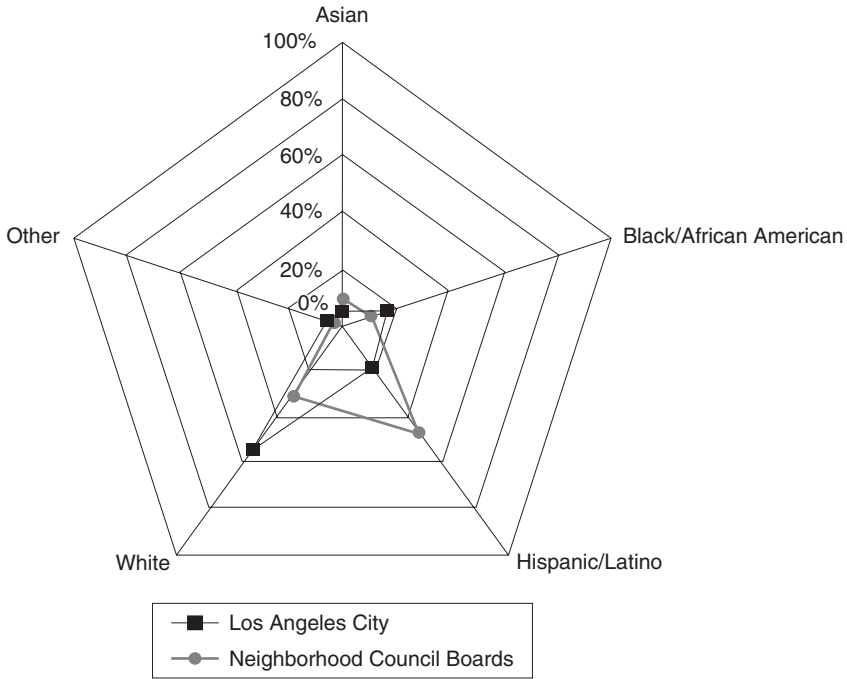 Asian
100%
80%
60%
40%
20%
0%
Other
Black/African American
White
Hispanic/Latino
Los Angeles City
Neighborhood Council Boards